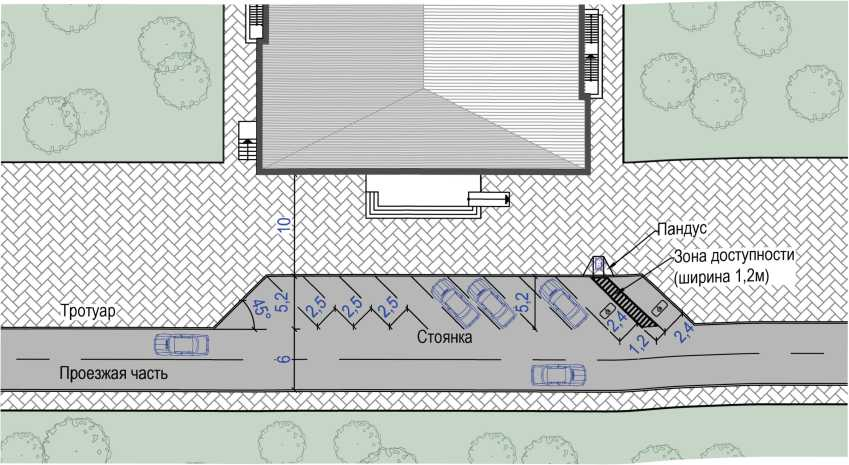 Пандус
10
Зона доступности
(ширина 1,2м)
Тротуар
45°
5,2
2,5
2,5
2,5
5,2
2,4
Стоянка
1,2
2,4
6
Проезжая часть